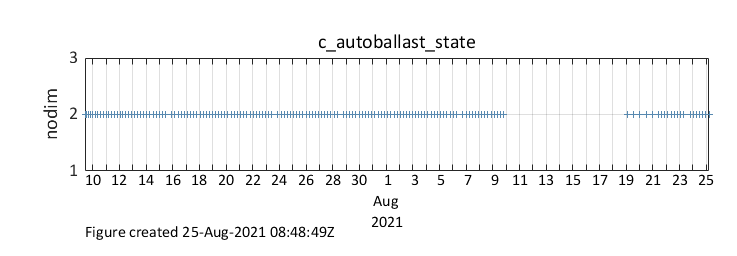 c_autoballast_state
3
2
1
nodim
10 12 14 16 18 20 22 24 26 28 30 1 3 5 7 9 11 13 15 17 19 21 23 25
Aug
2021
Figure created 25-Aug-2021 08:48:49Z